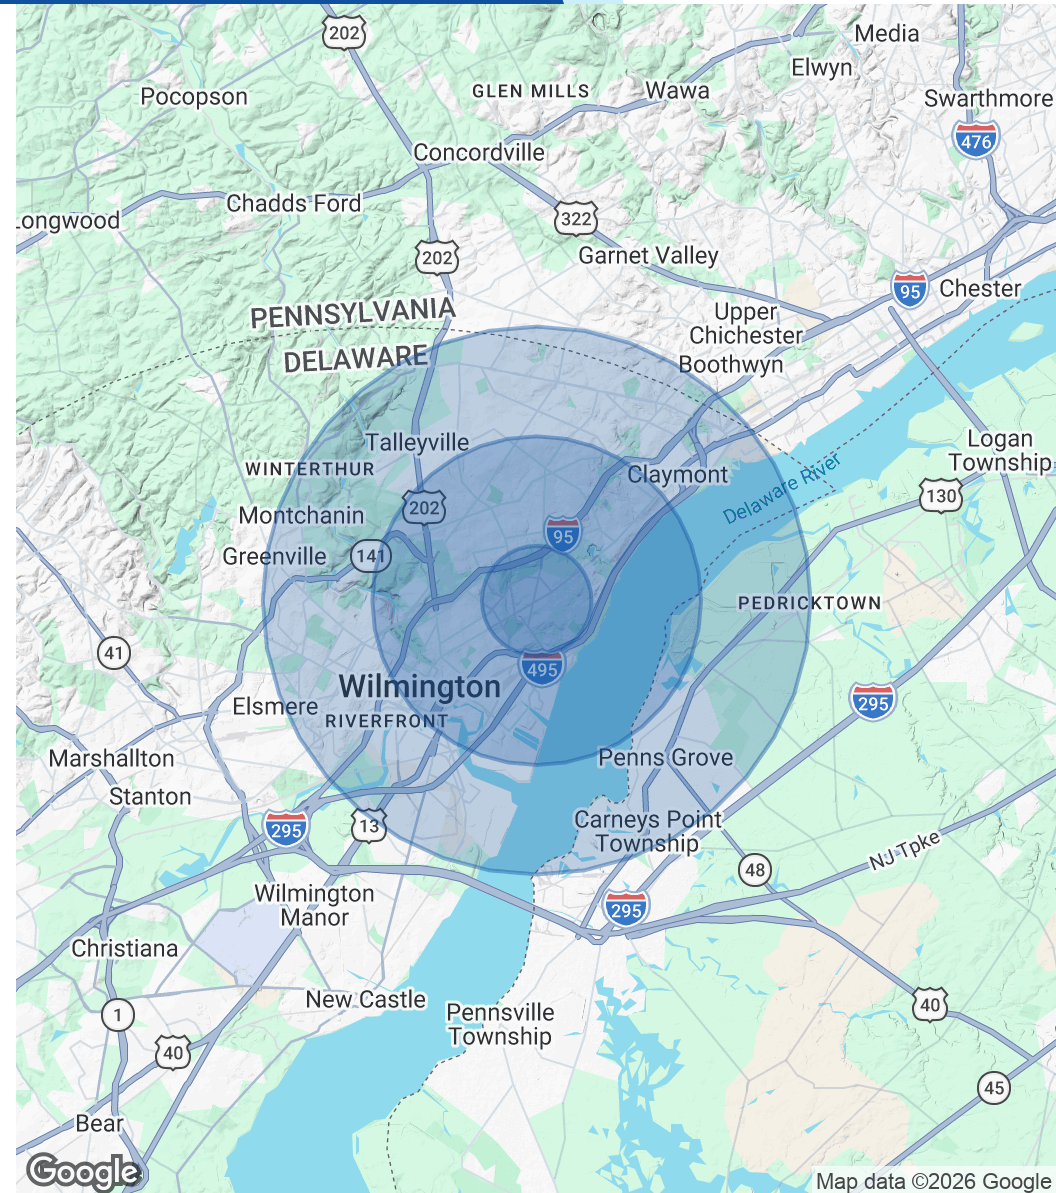 202
Media
Elwyn
GLEN MILLS
Wawa
Pocopson
Swarthmore
476
Concordville
Chadds Ford
Longwood
322
202
Garnet Valley
95
Chester
PENNSYLVANIA
Upper
Chichester
DELAWARE
Boothwyn
Talleyville
Logan
Township
WINTERTHUR
Claymont
Delaware River
130
202
Montchanin
95
Greenville
141
PEDRICKTOWN
41
495
Wilmington
295
Elsmere
RIVERFRONT
Marshallton
Penns Grove
Stanton
Carneys Point
Township
295
13
NJ Tpke
48
Wilmington
Manor
295
Christiana
New Castle
Pennsville
Township
1
40
40
45
Bear
Google
Map data ©2026 Google